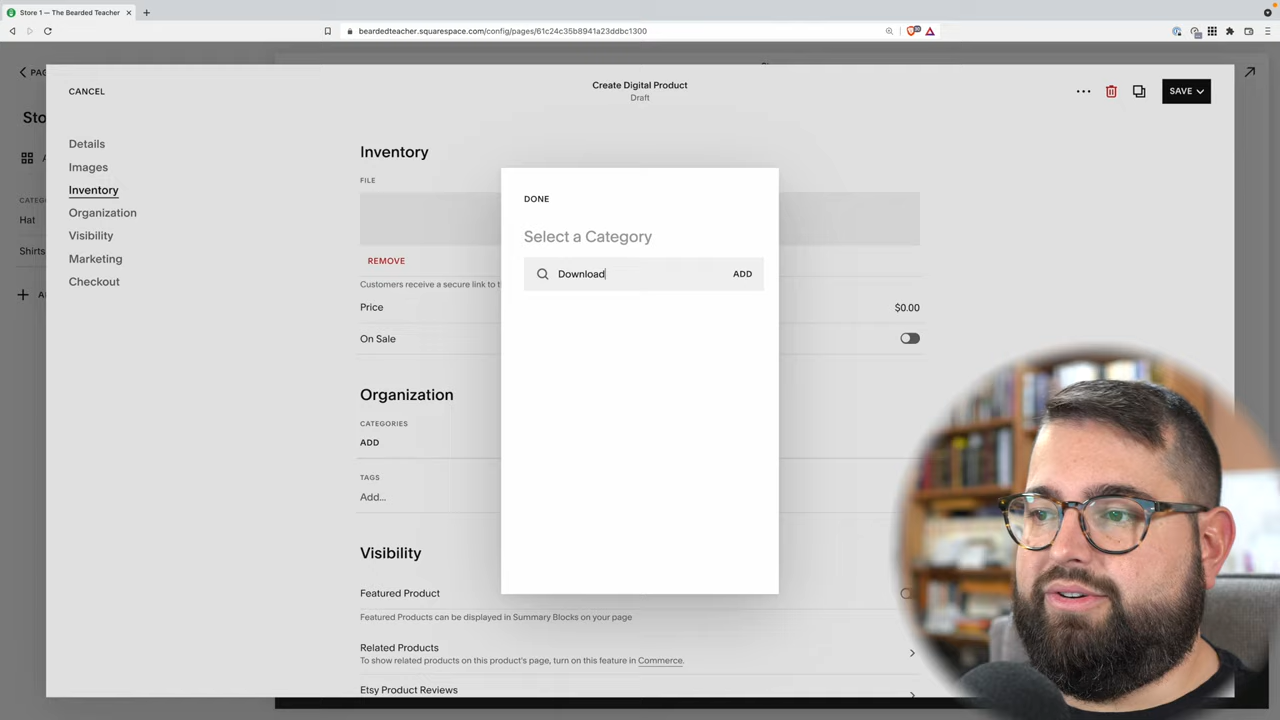 Store 1 — The Bearded Teacher
beardedteacher.squarespace.com/config/pages/61c24c35b8941a23ddbc1300
CANCEL
Create Digital Product
Draft
SAVE
Details
Images
Inventory
Organization
Visibility
Marketing
Checkout
Hat
Shirts
Inventory
FILE
REMOVE
Customers receive a secure link to
Price
$0.00
On Sale
Organization
CATEGORIES
ADD
TAGS
Add...
Visibility
Featured Product
Featured Products can be displayed in Summary Blocks on your page
Related Products
To show related products on this product's page, turn on this feature in Commerce.
Etsy Product Reviews
DONE
Select a Category
Download
ADD